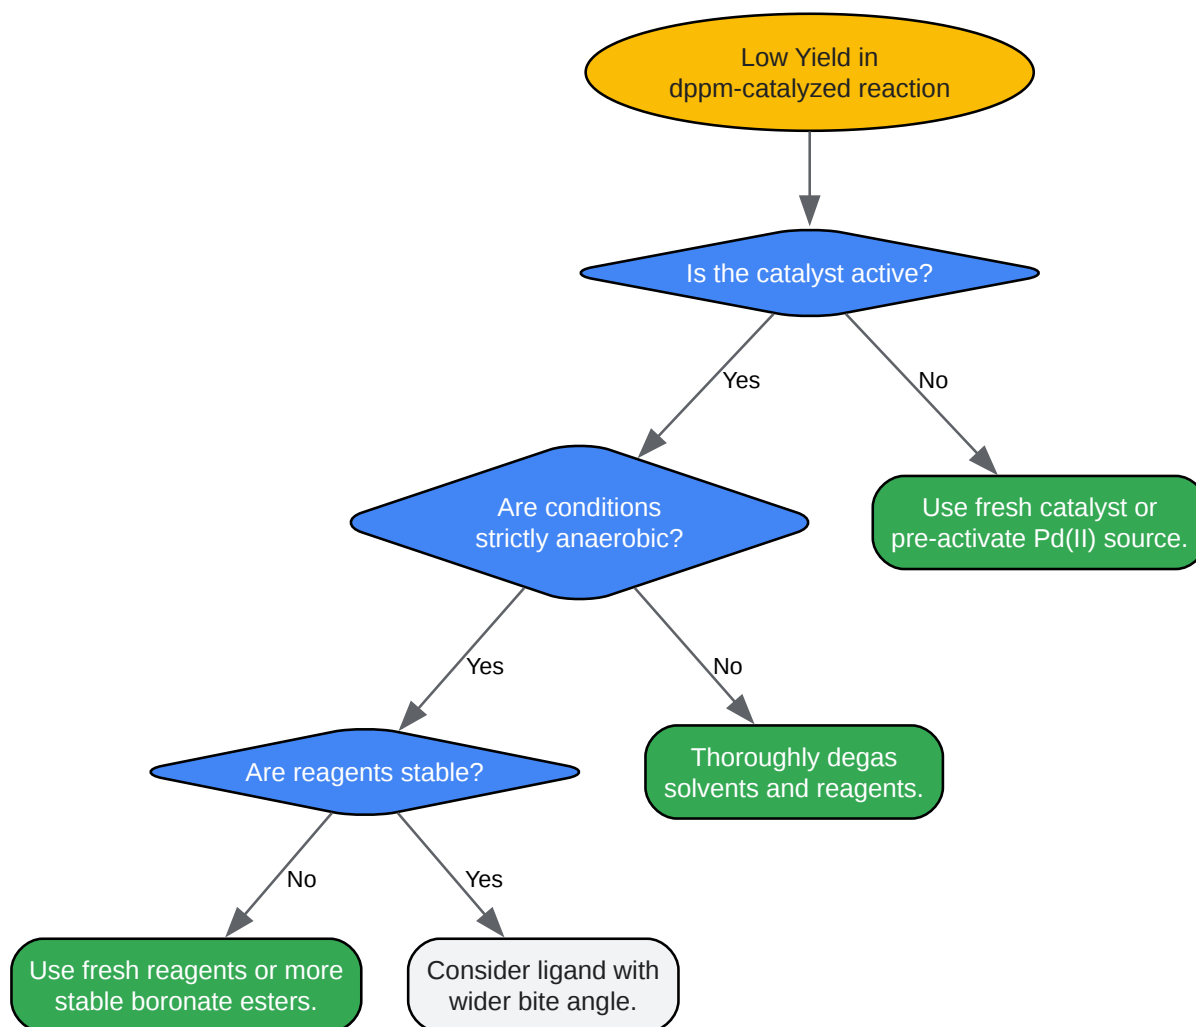 Low Yield in
dppm-catalyzed reaction
Is the catalyst active?
Yes
No
Are conditions
strictly anaerobic?
Use fresh catalyst or
pre-activate Pd(II) source.
Yes
No
Are reagents stable?
Thoroughly degas
solvents and reagents.
No
Yes
Use fresh reagents or more
stable boronate esters.
Consider ligand with
wider bite angle.